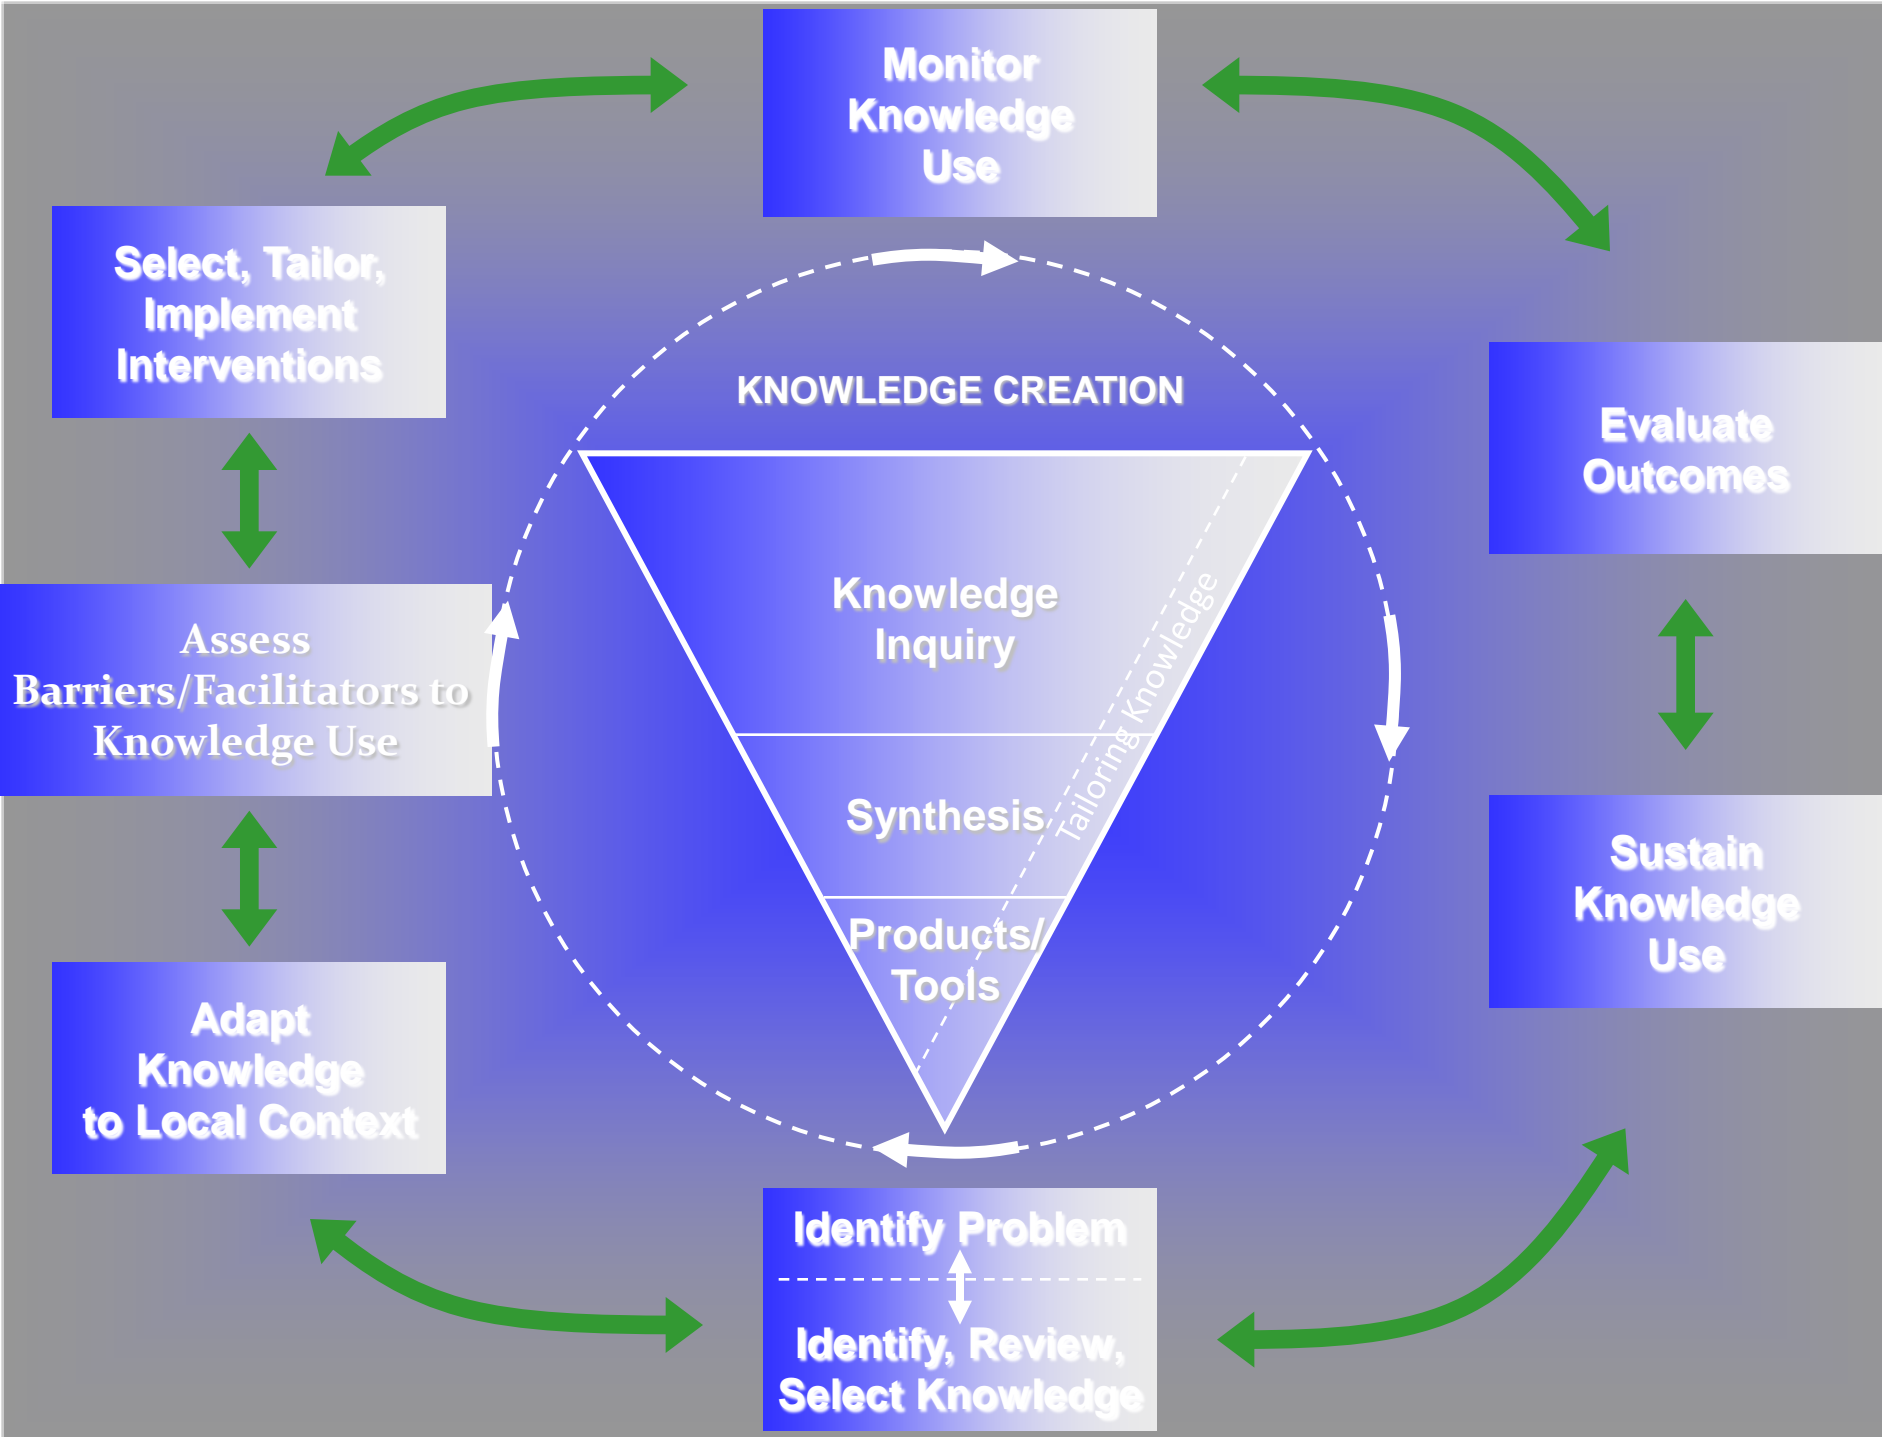 Monitor
Knowledge
Use
Select, Tailor,
Implement
Interventions
KNOWLEDGE CREATION
Evaluate
Outcomes
Knowledge
Inquiry
Tailoring Knowledge
Assess
Barriers/Facilitators to
Knowledge Use
Synthesis
Sustain
Knowledge
Use
Products/
Tools
Adapt
Knowledge
to Local Context
Identify Problem
Identify, Review,
Select Knowledge